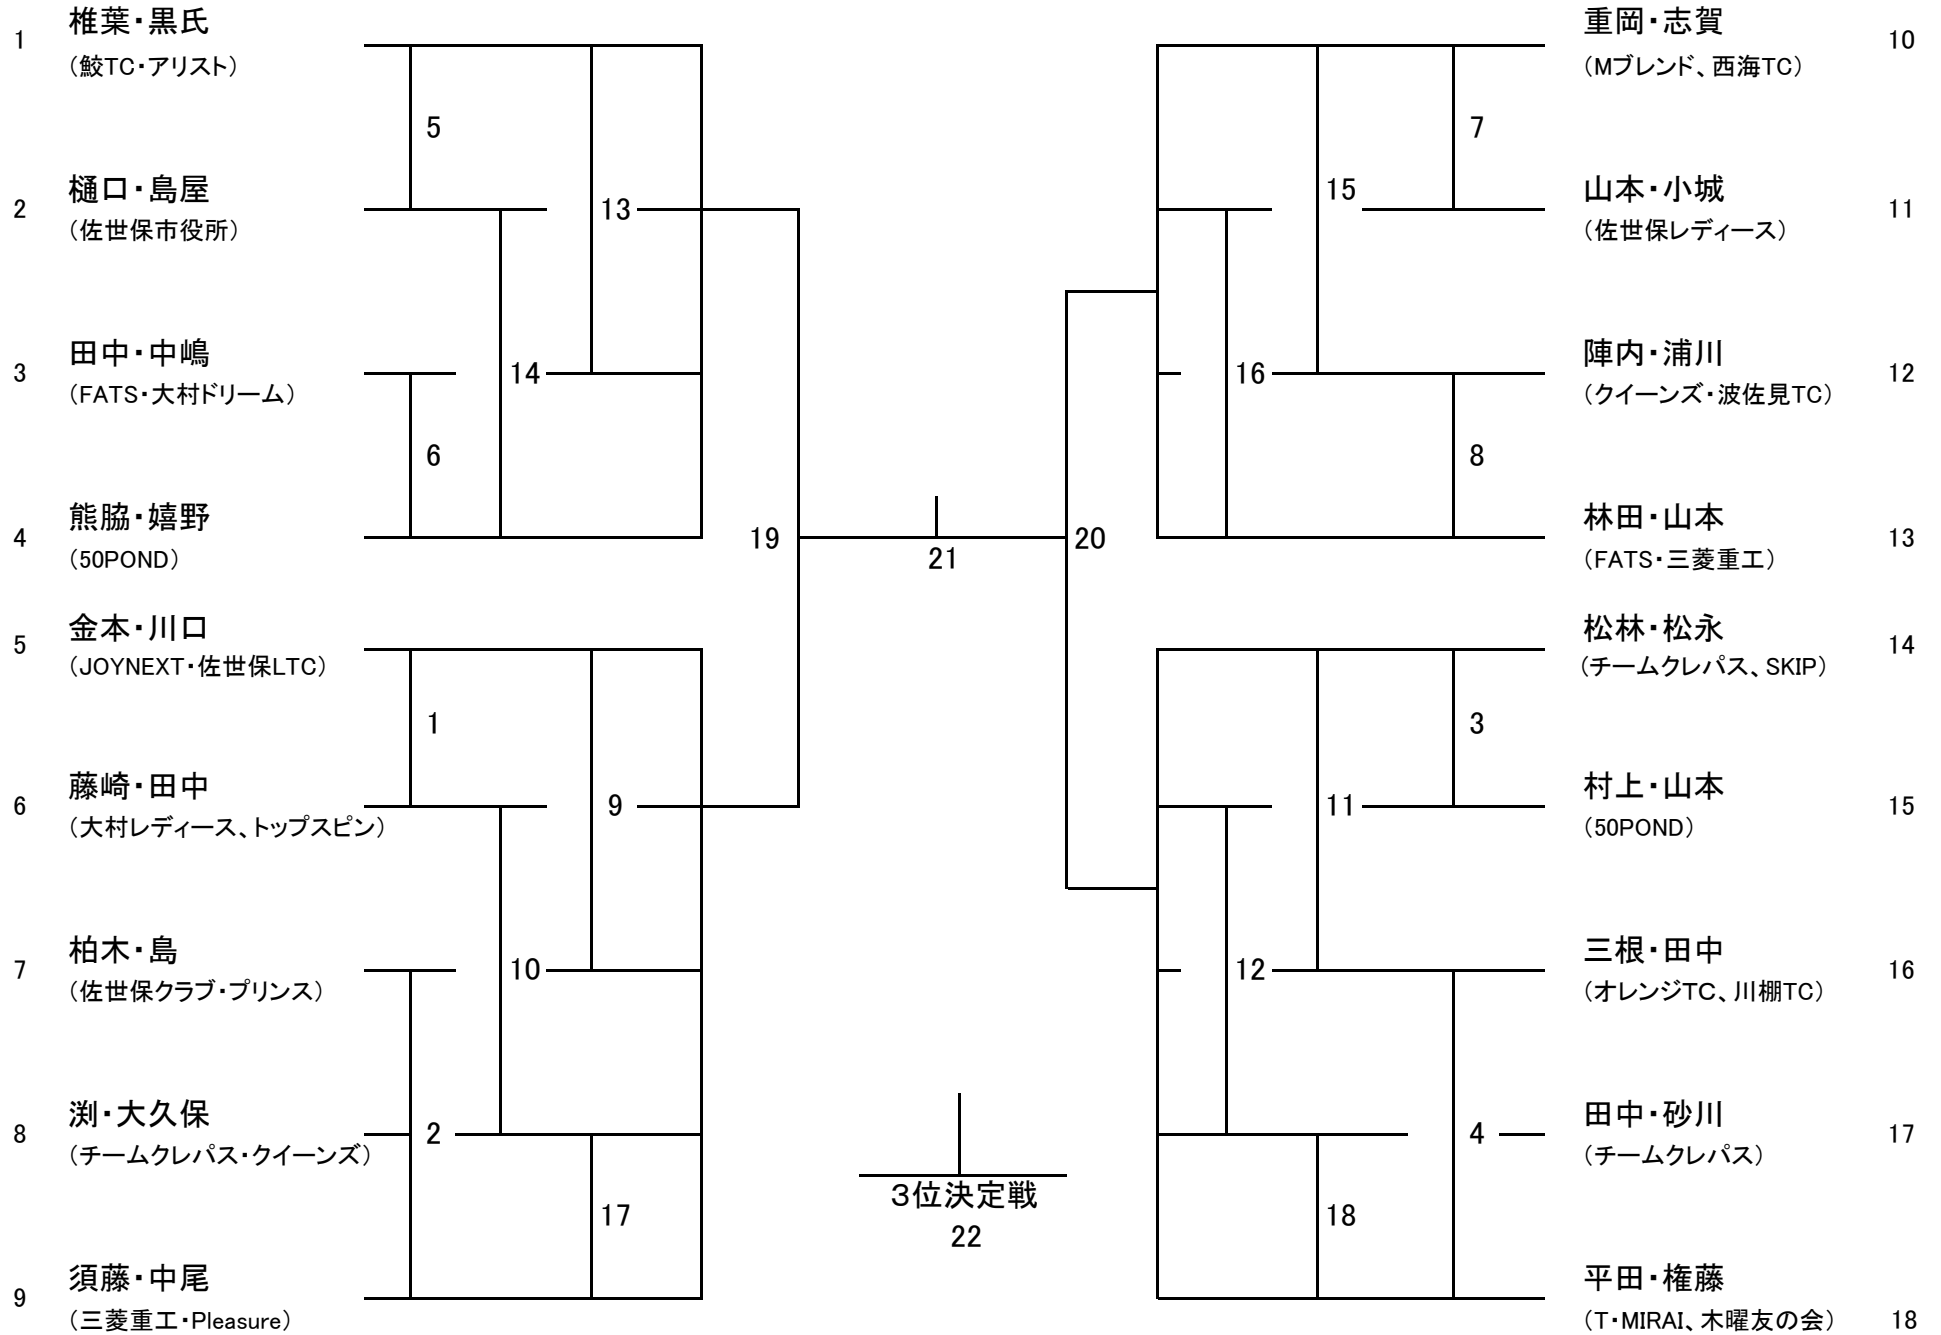 1
椎葉・黒氏
（鮫TC・アリスト）
5
2
樋口・島屋
（佐世保市役所）
13
3
田中・中嶋
（FATS・大村ドリーム）
14
6
4
熊脇・嬉野
（50POND）
19
5
金本・川口
（JOYNEXT・佐世保LTC）
1
6
藤崎・田中
（大村レディース、トップスピン）
9
7
柏木・島
（佐世保クラブ・プリンス）
10
8
渕・大久保
（チームクレパス・クイーンズ）
2
17
9
須藤・中尾
（三菱重工・Pleasure）
21
20
3位決定戦
22
重岡・志賀
10
（Mブレンド、西海TC）
7
15
山本・小城
（佐世保レディース）
11
16
陣内・浦川
（クイーンズ・波佐見TC）
12
8
林田・山本
（FATS・三菱重工）
13
松林・松永
14
（チームクレパス、SKIP）
3
11
村上・山本
（50POND）
15
12
三根・田中
（オレンジTC、川棚TC）
16
4
田中・砂川
（チームクレパス）
17
18
平田・権藤
（T・MIRAI、木曜友の会）
18